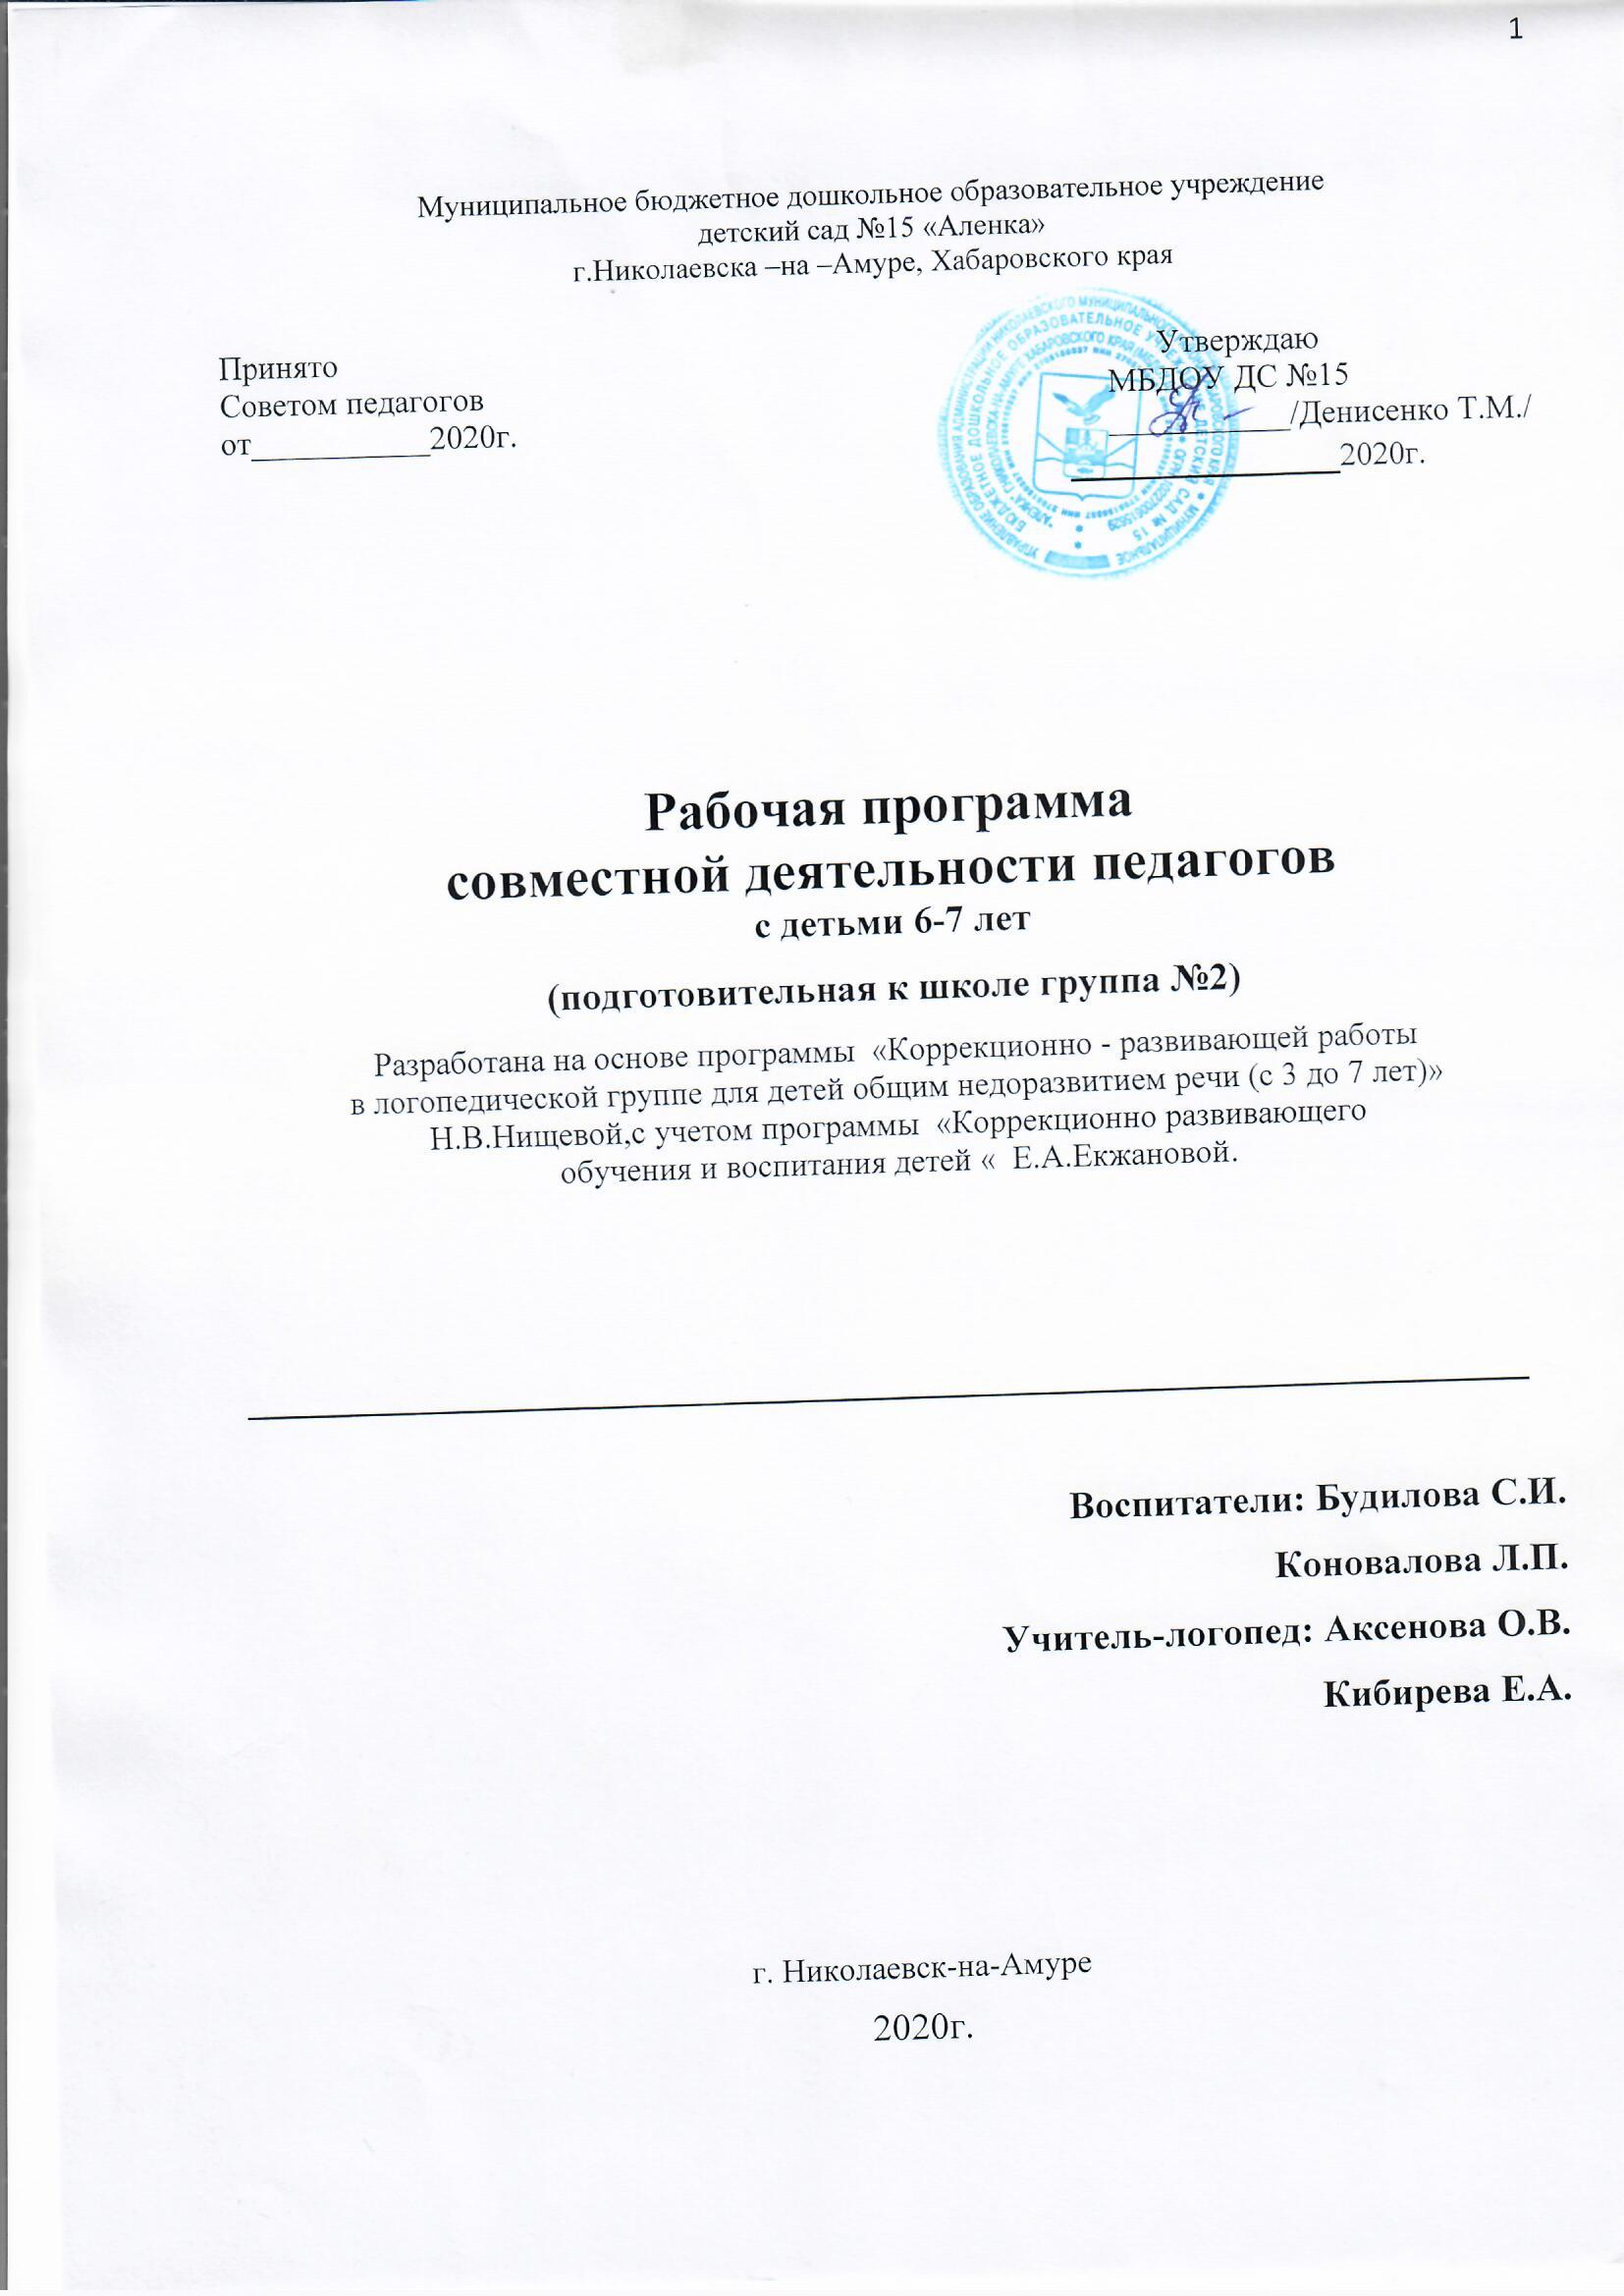 1
Муниципальное бюджетное дошкольное образовательное учреждение
детский сад №15 «Аленка»
г.Николаевска –на –Амуре, Хабаровского края
Принято
Советом педагогов
от___________2020г.
Утверждаю
МБДОУ ДС №15
___________/Денисенко Т.М./
________________2020г.
Рабочая программа
совместной деятельности педагогов
с детьми 6-7 лет
(подготовительная к школе группа №2)
Разработана на основе программы «Коррекционно - развивающей работы
в логопедической группе для детей общим недоразвитием речи (с 3 до 7 лет)»
Н.В.Нищевой,с учетом программы «Коррекционно развивающего
обучения и воспитания детей « Е.А.Екжановой.
Воспитатели: Будилова С.И.
Коновалова Л.П.
Учитель-логопед: Аксенова О.В.
Кибирева Е.А.
г. Николаевск-на-Амуре
2020г.